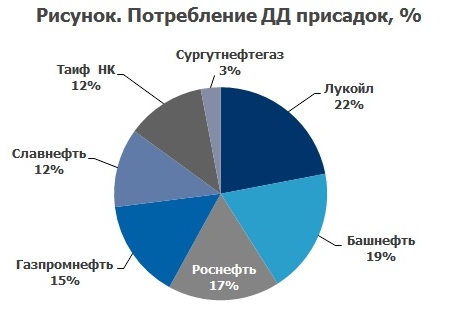 Рисунок. Потребление ДД присадок, %
Сургутнефтегаз
3%
Таиф НК
12%
Лукойл
22%
Славнефть
12%
Башнефть
19%
Газпромнефть
15%
Роснефть
17%